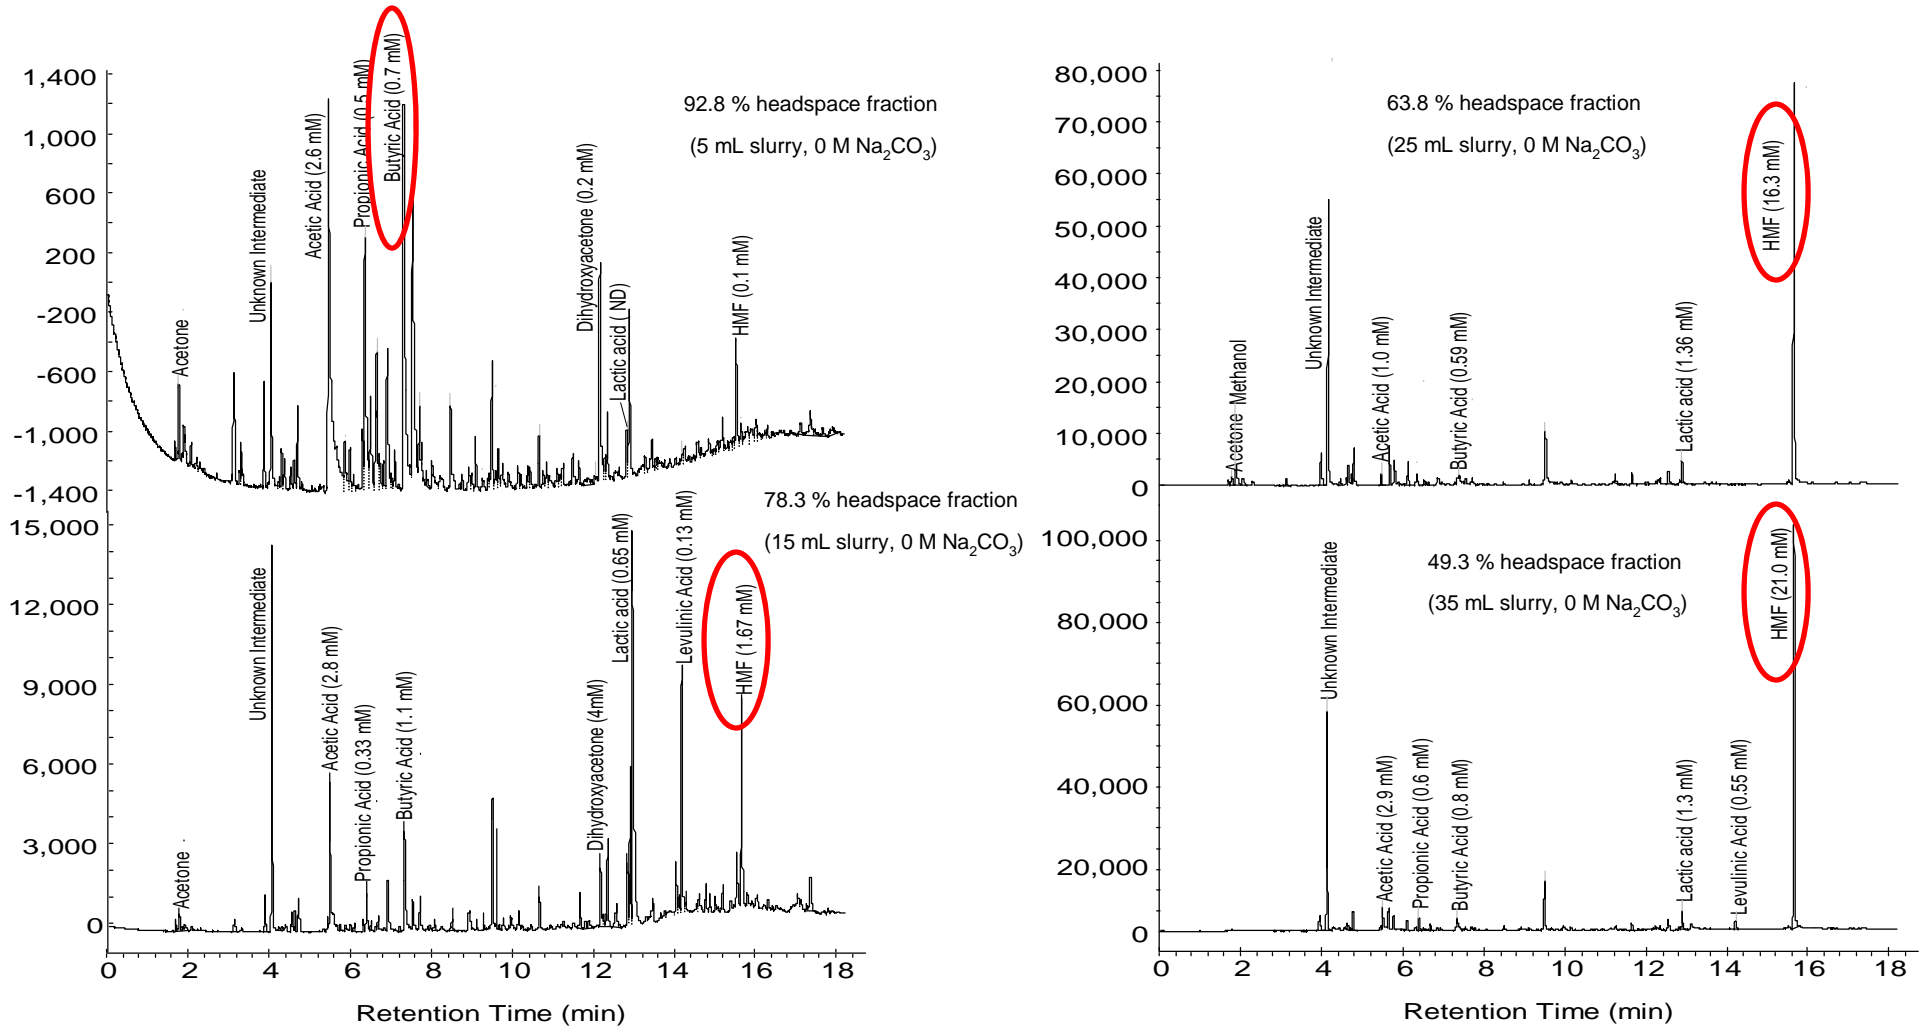 1,400
1,000
600
200
-200
-600
-1,000
-1,400
Acetone
Unknown Intermediate
Acetic Acid (2.6 mM)
Propionic Acid (0.5 mM)
Butyric Acid (0.7 mM)
Dihydroxyacetone (0.2 mM)
Lactic acid ( ND)
HMF (0.1 mM)
92.8 % headspace fraction
(5 mL slurry, 0 M Na2CO3)
80,000
70,000
60,000
50,000
40,000
30,000
20,000
10,000
0
Acetone
Methanol
Unknown Intermediate
Acetic Acid (1.0 mM)
Butyric Acid (0.59 mM)
Lactic acid (1.36 mM)
HMF (16.3 mM)
63.8 % headspace fraction
(25 mL slurry, 0 M Na2CO3)
15,000
12,000
9,000
6,000
3,000
0
Acetone
Unknown Intermediate
Acetic Acid (2.8 mM)
Propionic Acid (0.33 mM)
Butyric Acid (1.1 mM)
Dihydroxyacetone (4mM)
Lactic acid (0.65 mM)
Levulinic Acid (0.13 mM)
HMF (1.67 mM)
78.3 % headspace fraction
(15 mL slurry, 0 M Na2CO3)
0 2 4 6 8 10 12 14 16 18
Retention Time (min)
100,000
80,000
60,000
40,000
20,000
0
Unknown Intermediate
Acetic Acid (2.9 mM)
Propionic Acid (0.6 mM)
Butyric Acid (0.8 mM)
Lactic acid (1.3 mM)
Levulinic Acid (0.55 mM)
HMF (21.0 mM)
49.3 % headspace fraction
(35 mL slurry, 0 M Na2CO3)
0 2 4 6 8 10 12 14 16 18
Retention Time (min)